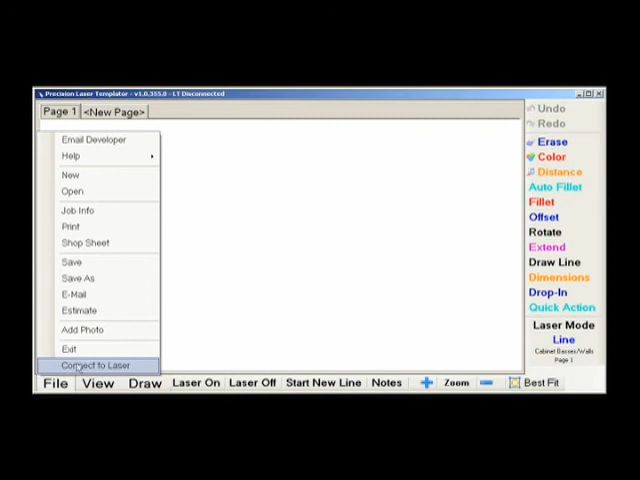 Precision Laser Templator - v1.0.355.0 - LT Disconnected
Page 1
<New Page>
Email Developer
Help
New
Open
Job Info
Print
Shop Sheet
Save
Save As
E-Mail
Estimate
Add Photo
Exit
Connect to Laser
File
View
Draw
Laser On
Laser Off
Start New Line
Notes
Zoom
Best Fit
Undo
Redo
Erase
Color
Distance
Auto Fillet
Fillet
Offset
Rotate
Extend
Draw Line
Dimensions
Drop-In
Quick Action
Laser Mode
Line
Cabinet Bases/Walls
Page 1